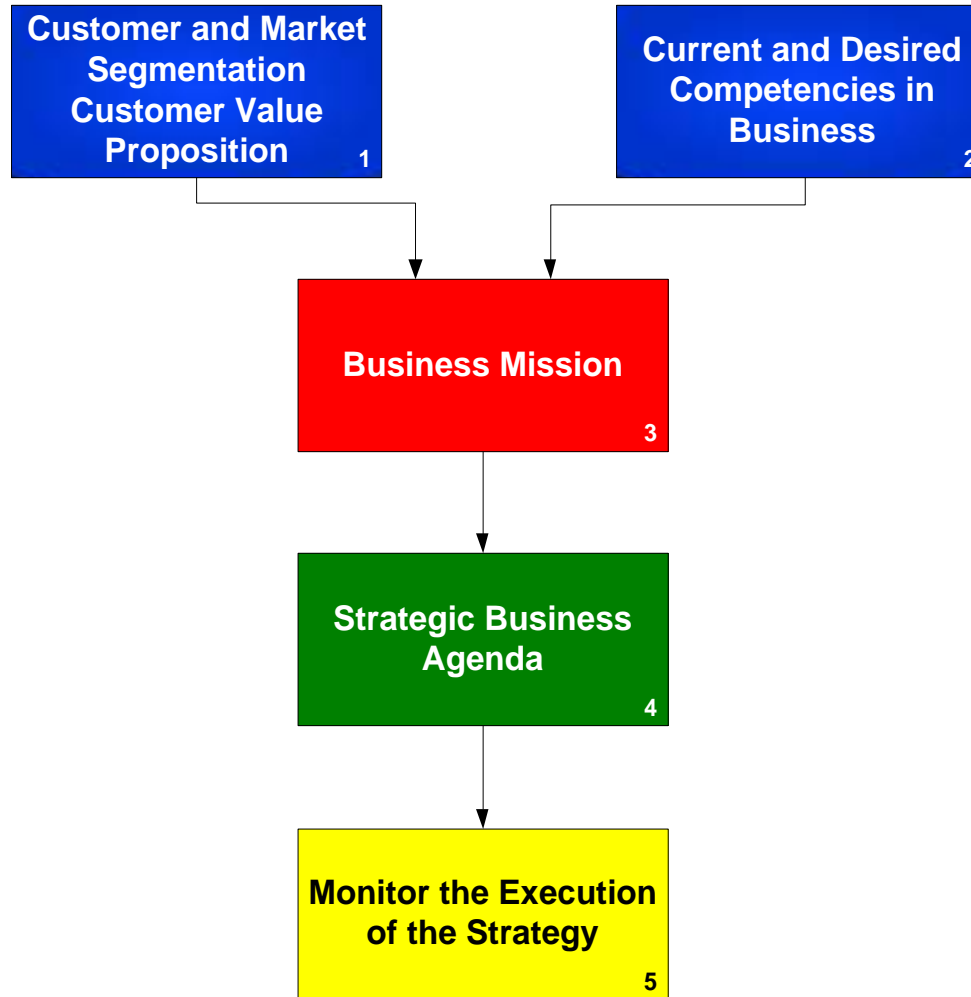 Customer and Market
Segmentation
Customer Value
Proposition
1
Current and Desired
Competencies in
Business
2
Business Mission
3
Strategic Business
Agenda
4
Monitor the Execution
of the Strategy
5